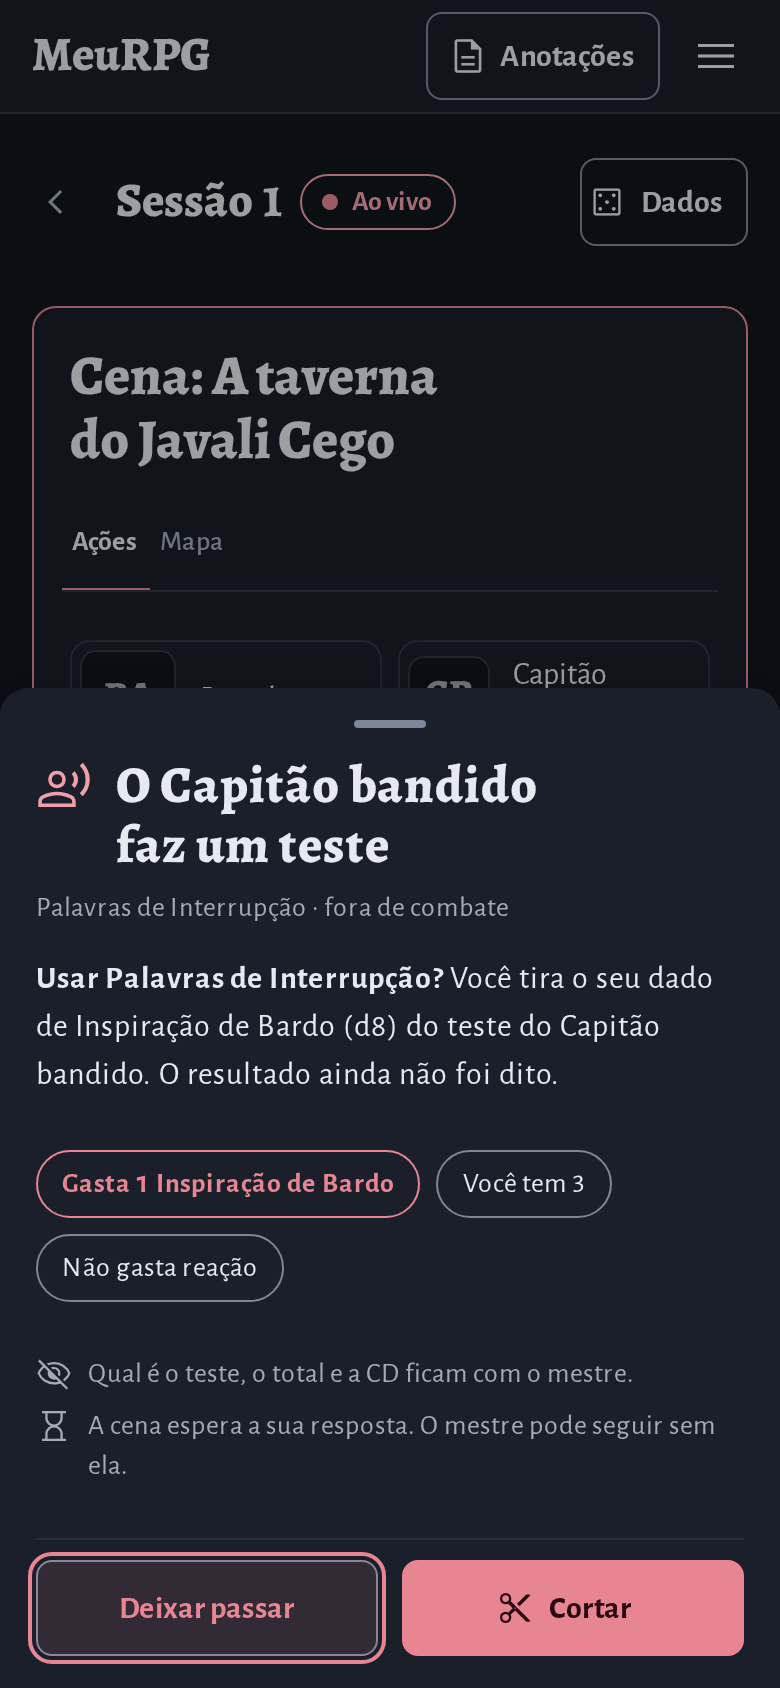 MeuRPG
Anotações
Sessão 1
Ao vivo
Dados
Cena: A taverna
do Javali Cego
Ações
Mapa
Capitão
O Capitão bandido
faz um teste
Palavras de Interrupção · fora de combate
Usar Palavras de Interrupção? Você tira o seu dado
de Inspiração de Bardo (d8) do teste do Capitão
bandido. O resultado ainda não foi dito.
Gasta 1 Inspiração de Bardo
Você tem 3
Não gasta reação
Qual é o teste, o total e a CD ficam com o mestre.
A cena espera a sua resposta. O mestre pode seguir sem
ela.
Deixar passar
Cortar